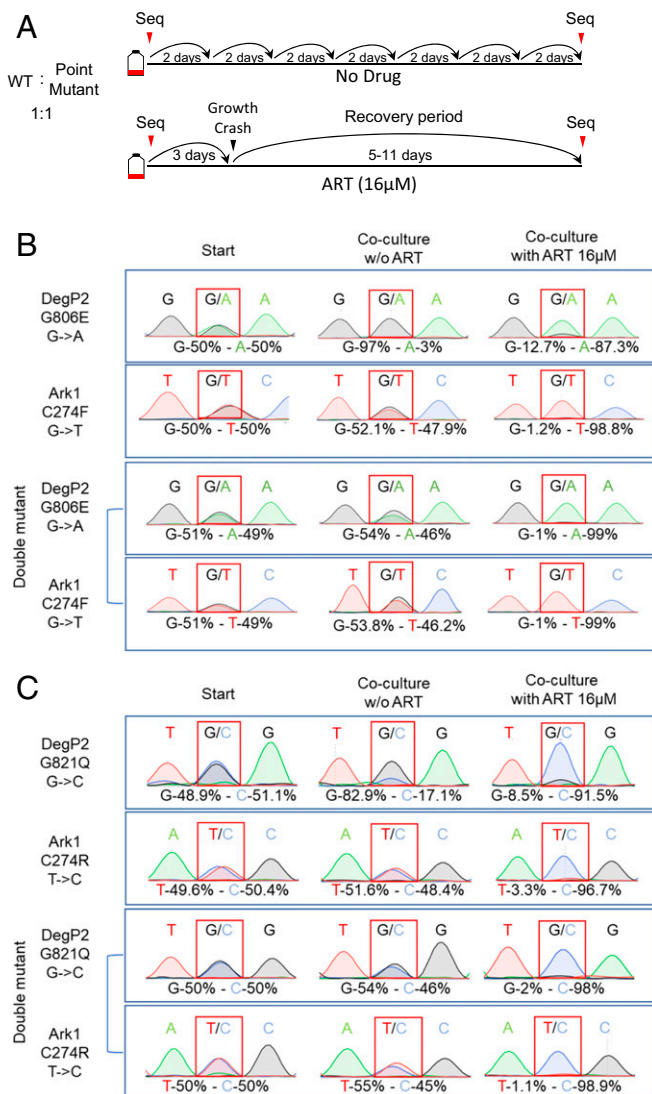 A
Seq
Seq
2 days 2 days 2 days 2 days 2 days 2 days 2 days
No Drug
WT : Point
Mutant
1:1
Growth
Crash
Seq
Recovery period
Seq
3 days
5-11 days
ART (16µM)
B
Start
Co-culture
w/o ART
Co-culture
with ART 16µM
DegP2
G806E
G->A
G G/A A
G-50% - A-50%
G G/A A
G-97% - A-3%
G G/A A
G-12.7% - A-87.3%
Ark1
C274F
G->T
T G/T C
G-50% - T-50%
T G/T C
G-52.1% - T-47.9%
T G/T C
G-1.2% - T-98.8%
Double mutant
DegP2
G806E
G->A
G G/A A
G-51% - A-49%
G G/A A
G-54% - A-46%
G G/A A
G-1% - A-99%
Ark1
C274F
G->T
T G/T C
G-51% - T-49%
T G/T C
G-53.8% - T-46.2%
T G/T C
G-1% - T-99%
C
Start
Co-culture
w/o ART
Co-culture
with ART 16µM
DegP2
G821Q
G->C
T G/C G
G-48.9% - C-51.1%
T G/C G
G-82.9% - C-17.1%
T G/C G
G-8.5% - C-91.5%
Ark1
C274R
T->C
A T/C C
T-49.6% - C-50.4%
A T/C C
T-51.6% - C-48.4%
A T/C C
T-3.3% - C-96.7%
Double mutant
DegP2
G821Q
G->C
T G/C G
G-50% - C-50%
T G/C G
G-54% - C-46%
T G/C G
G-2% - C-98%
Ark1
C274R
T->C
A T/C C
T-50% - C-50%
A T/C C
T-55% - C-45%
A T/C C
T-1.1% - C-98.9%